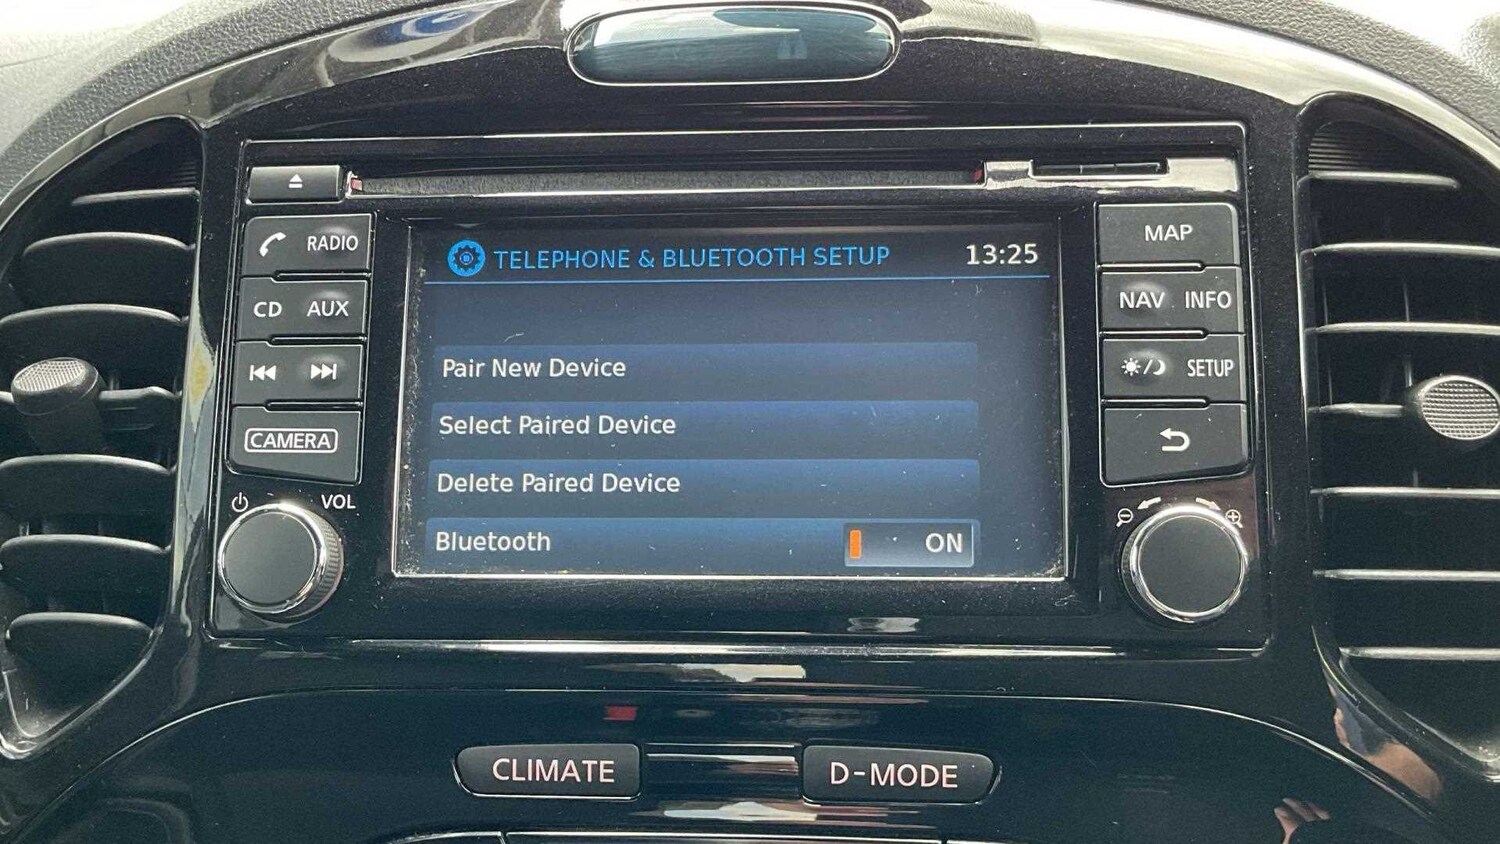 RADIO
CD AUX
CAMERA
VOL
TELEPHONE & BLUETOOTH SETUP 13:25
Pair New Device
Select Paired Device
Delete Paired Device
Bluetooth ON
MAP
NAV INFO
SETUP
CLIMATE
D-MODE